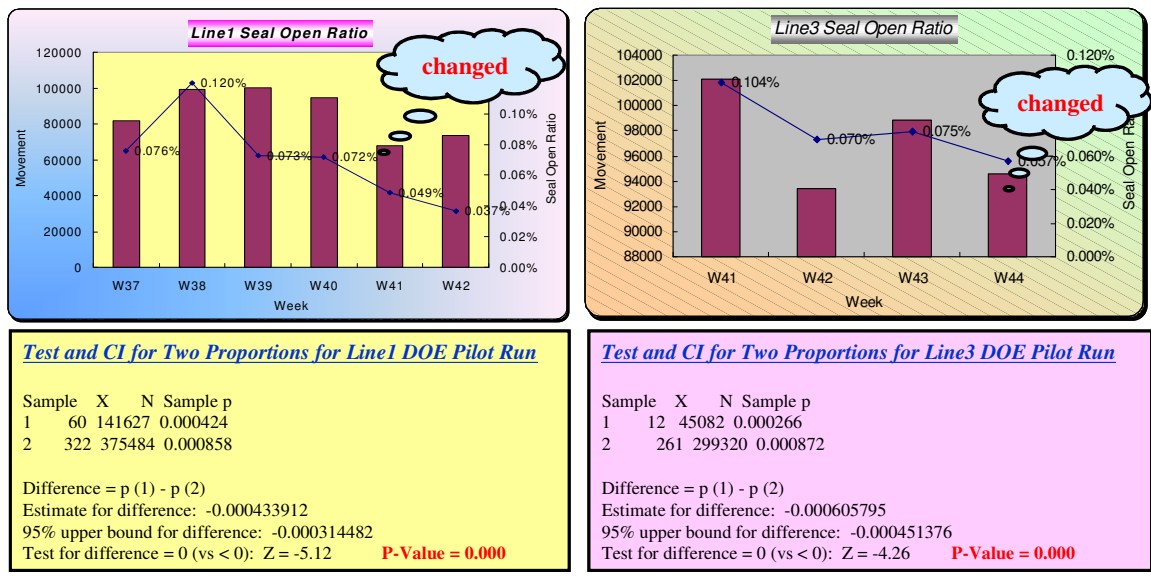 Line1 Seal Open Ratio
changed
120000
100000
80000
60000
40000
20000
0
Movement
0.076%
0.120%
0.073%
0.072%
0.049%
0.037%
0.10%
0.08%
0.06%
0.04%
0.02%
0.00%
Seal Open Ratio
W37 W38 W39 W40 W41 W42
Week
Line3 Seal Open Ratio
changed
104000
102000
100000
98000
96000
94000
92000
90000
88000
Movement
0.104%
0.070%
0.075%
0.057%
0.120%
0.060%
0.040%
0.020%
0.000%
Seal Open
W41 W42 W43 W44
Week
Test and CI for Two Proportions for Line1 DOE Pilot Run
Sample X N Sample p
1 60 141627 0.000424
2 322 375484 0.000858
Difference = p (1) - p (2)
Estimate for difference: -0.000433912
95% upper bound for difference: -0.000314482
Test for difference = 0 (vs < 0): Z = -5.12 P-Value = 0.000
Test and CI for Two Proportions for Line3 DOE Pilot Run
Sample X N Sample p
1 12 45082 0.000266
2 261 299320 0.000872
Difference = p (1) - p (2)
Estimate for difference: -0.000605795
95% upper bound for difference: -0.000451376
Test for difference = 0 (vs < 0): Z = -4.26 P-Value = 0.000